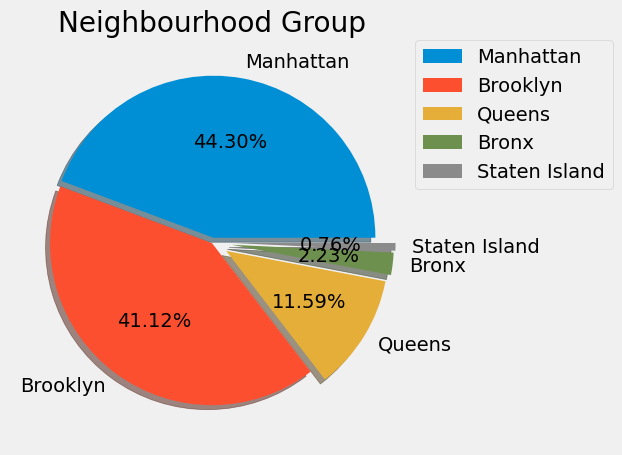 Neighbourhood Group
Manhattan
44.30%
0.76%
Staten Island
2.23%
Bronx
11.59%
Queens
41.12%
Brooklyn
Manhattan
Brooklyn
Queens
Bronx
Staten Island